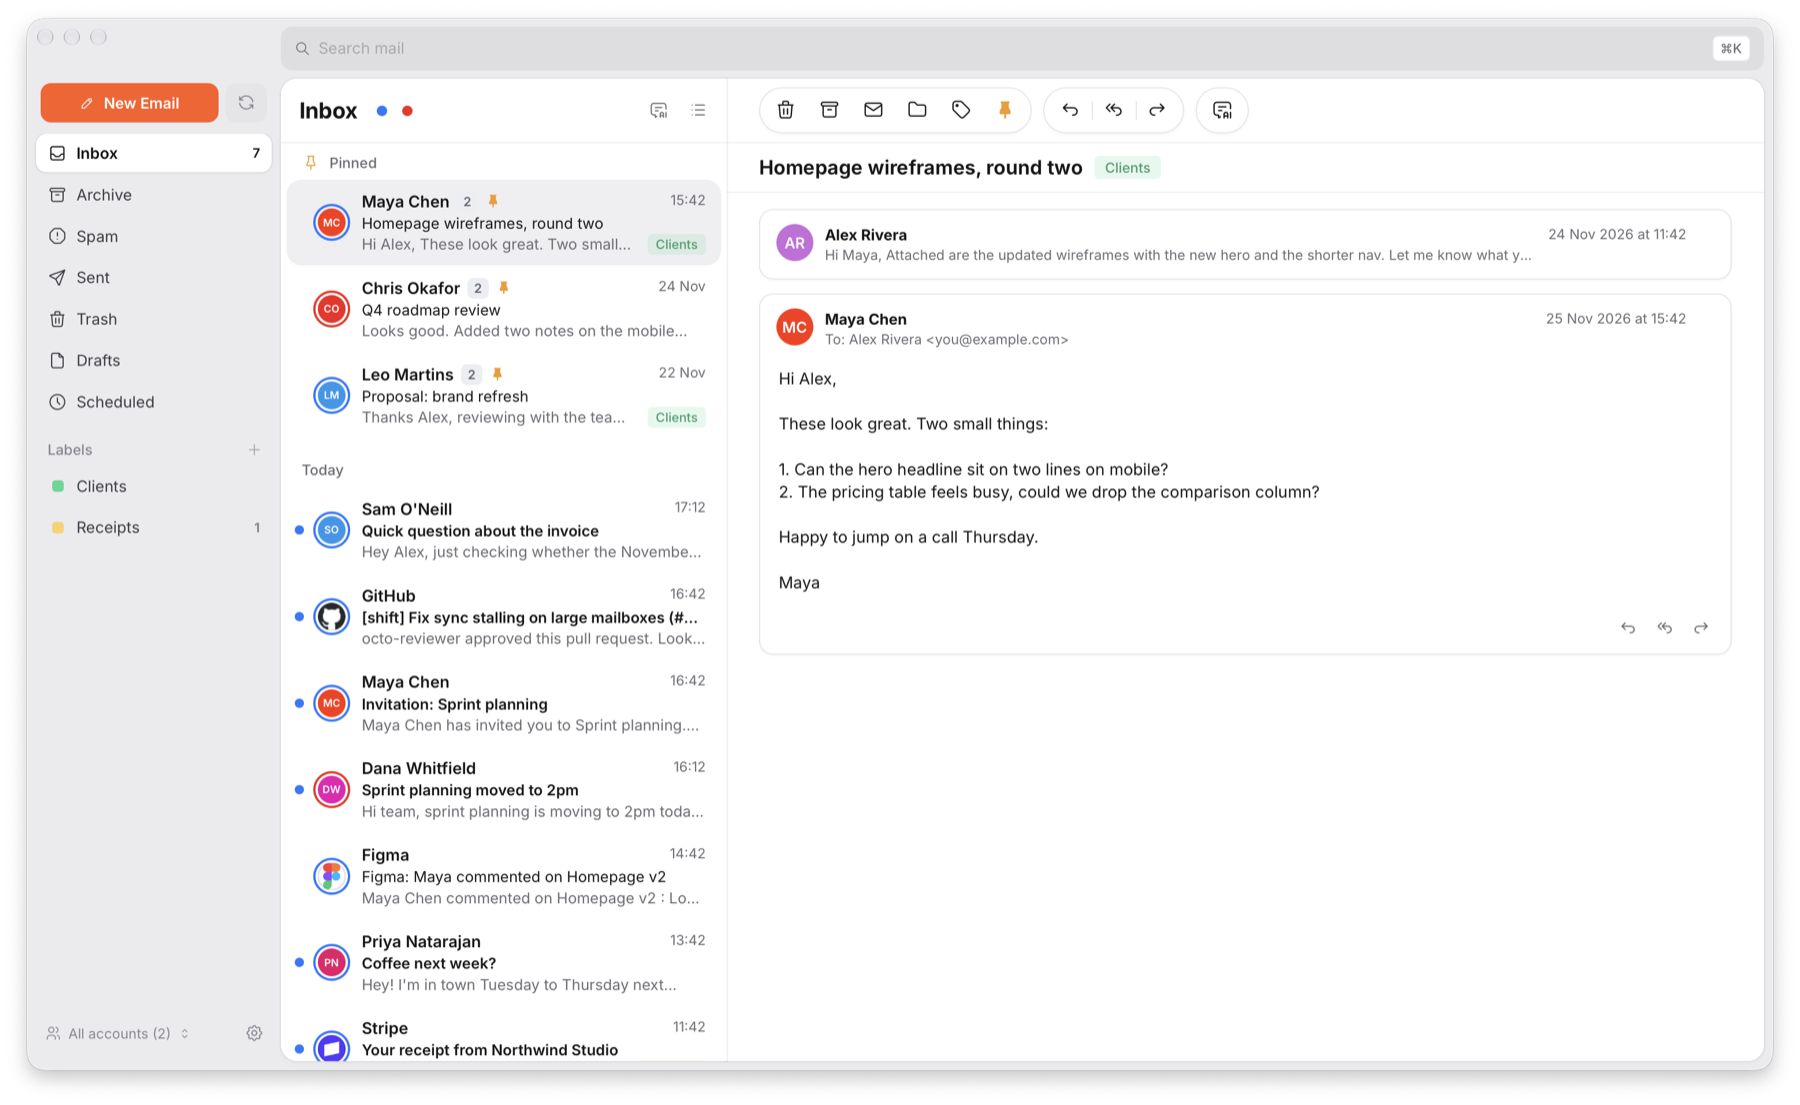 Search mail
⌘K
New Email
Inbox 7
Archive
Spam
Sent
Trash
Drafts
Scheduled
Labels
Clients
Receipts 1
All accounts (2)
Inbox
AI
Pinned
MC
Maya Chen 2 15:42
Homepage wireframes, round two
Hi Alex, These look great. Two small... Clients
CO
Chris Okafor 2 24 Nov
Q4 roadmap review
Looks good. Added two notes on the mobile...
LM
Leo Martins 2 22 Nov
Proposal: brand refresh
Thanks Alex, reviewing with the tea... Clients
Today
SO
Sam O'Neill 17:12
Quick question about the invoice
Hey Alex, just checking whether the Novembe...
GitHub 16:42
[shift] Fix sync stalling on large mailboxes (#...
octo-reviewer approved this pull request. Look...
MC
Maya Chen 16:42
Invitation: Sprint planning
Maya Chen has invited you to Sprint planning....
DW
Dana Whitfield 16:12
Sprint planning moved to 2pm
Hi team, sprint planning is moving to 2pm toda...
Figma 14:42
Figma: Maya commented on Homepage v2
Maya Chen commented on Homepage v2 : Lo...
PN
Priya Natarajan 13:42
Coffee next week?
Hey! I'm in town Tuesday to Thursday next...
Stripe 11:42
Your receipt from Northwind Studio
AI
Homepage wireframes, round two Clients
AR
Alex Rivera 24 Nov 2026 at 11:42
Hi Maya, Attached are the updated wireframes with the new hero and the shorter nav. Let me know what y...
MC
Maya Chen 25 Nov 2026 at 15:42
To: Alex Rivera <you@example.com>
Hi Alex,
These look great. Two small things:
1. Can the hero headline sit on two lines on mobile?
2. The pricing table feels busy, could we drop the comparison column?
Happy to jump on a call Thursday.
Maya